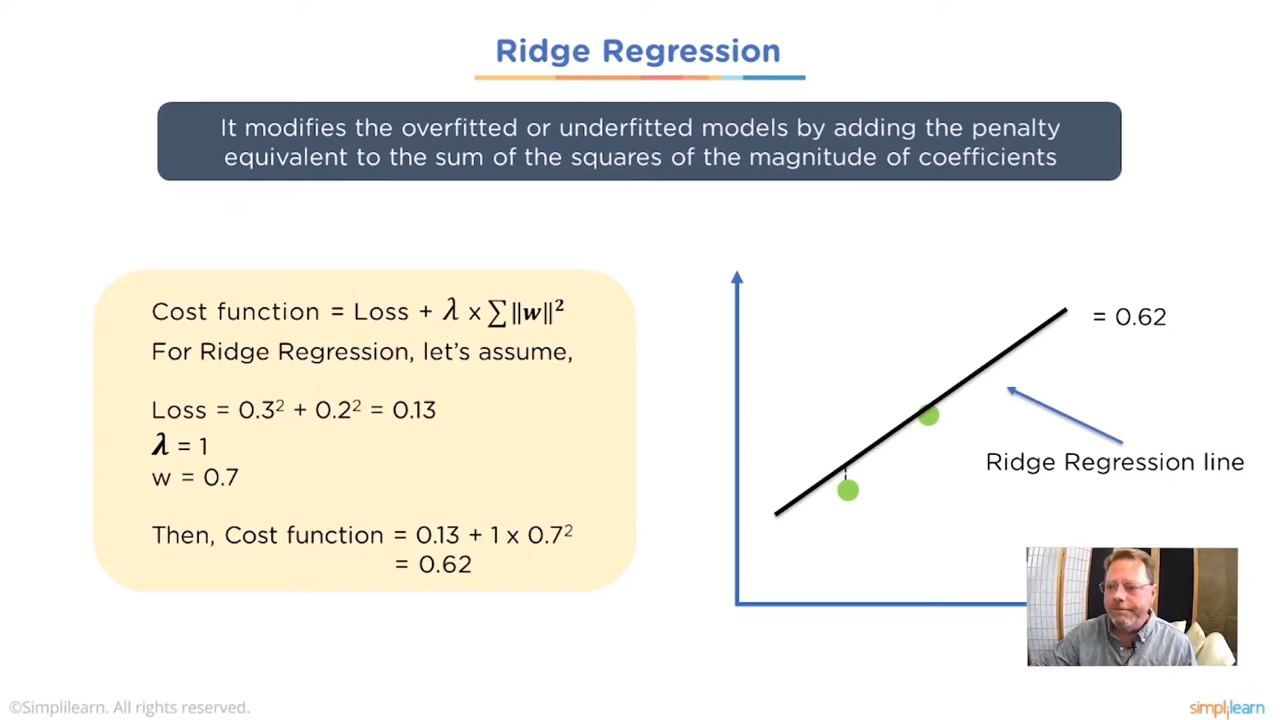 Ridge Regression
It modifies the overfitted or underfitted models by adding the penalty
equivalent to the sum of the squares of the magnitude of coefficients
Cost function = Loss + λ x ∑‖w‖²
For Ridge Regression, let's assume,
Loss = 0.3² + 0.2² = 0.13
λ = 1
w = 0.7
Then, Cost function = 0.13 + 1 x 0.7²
= 0.62
= 0.62
Ridge Regression line
©Simplilearn. All rights reserved.
simplilearn